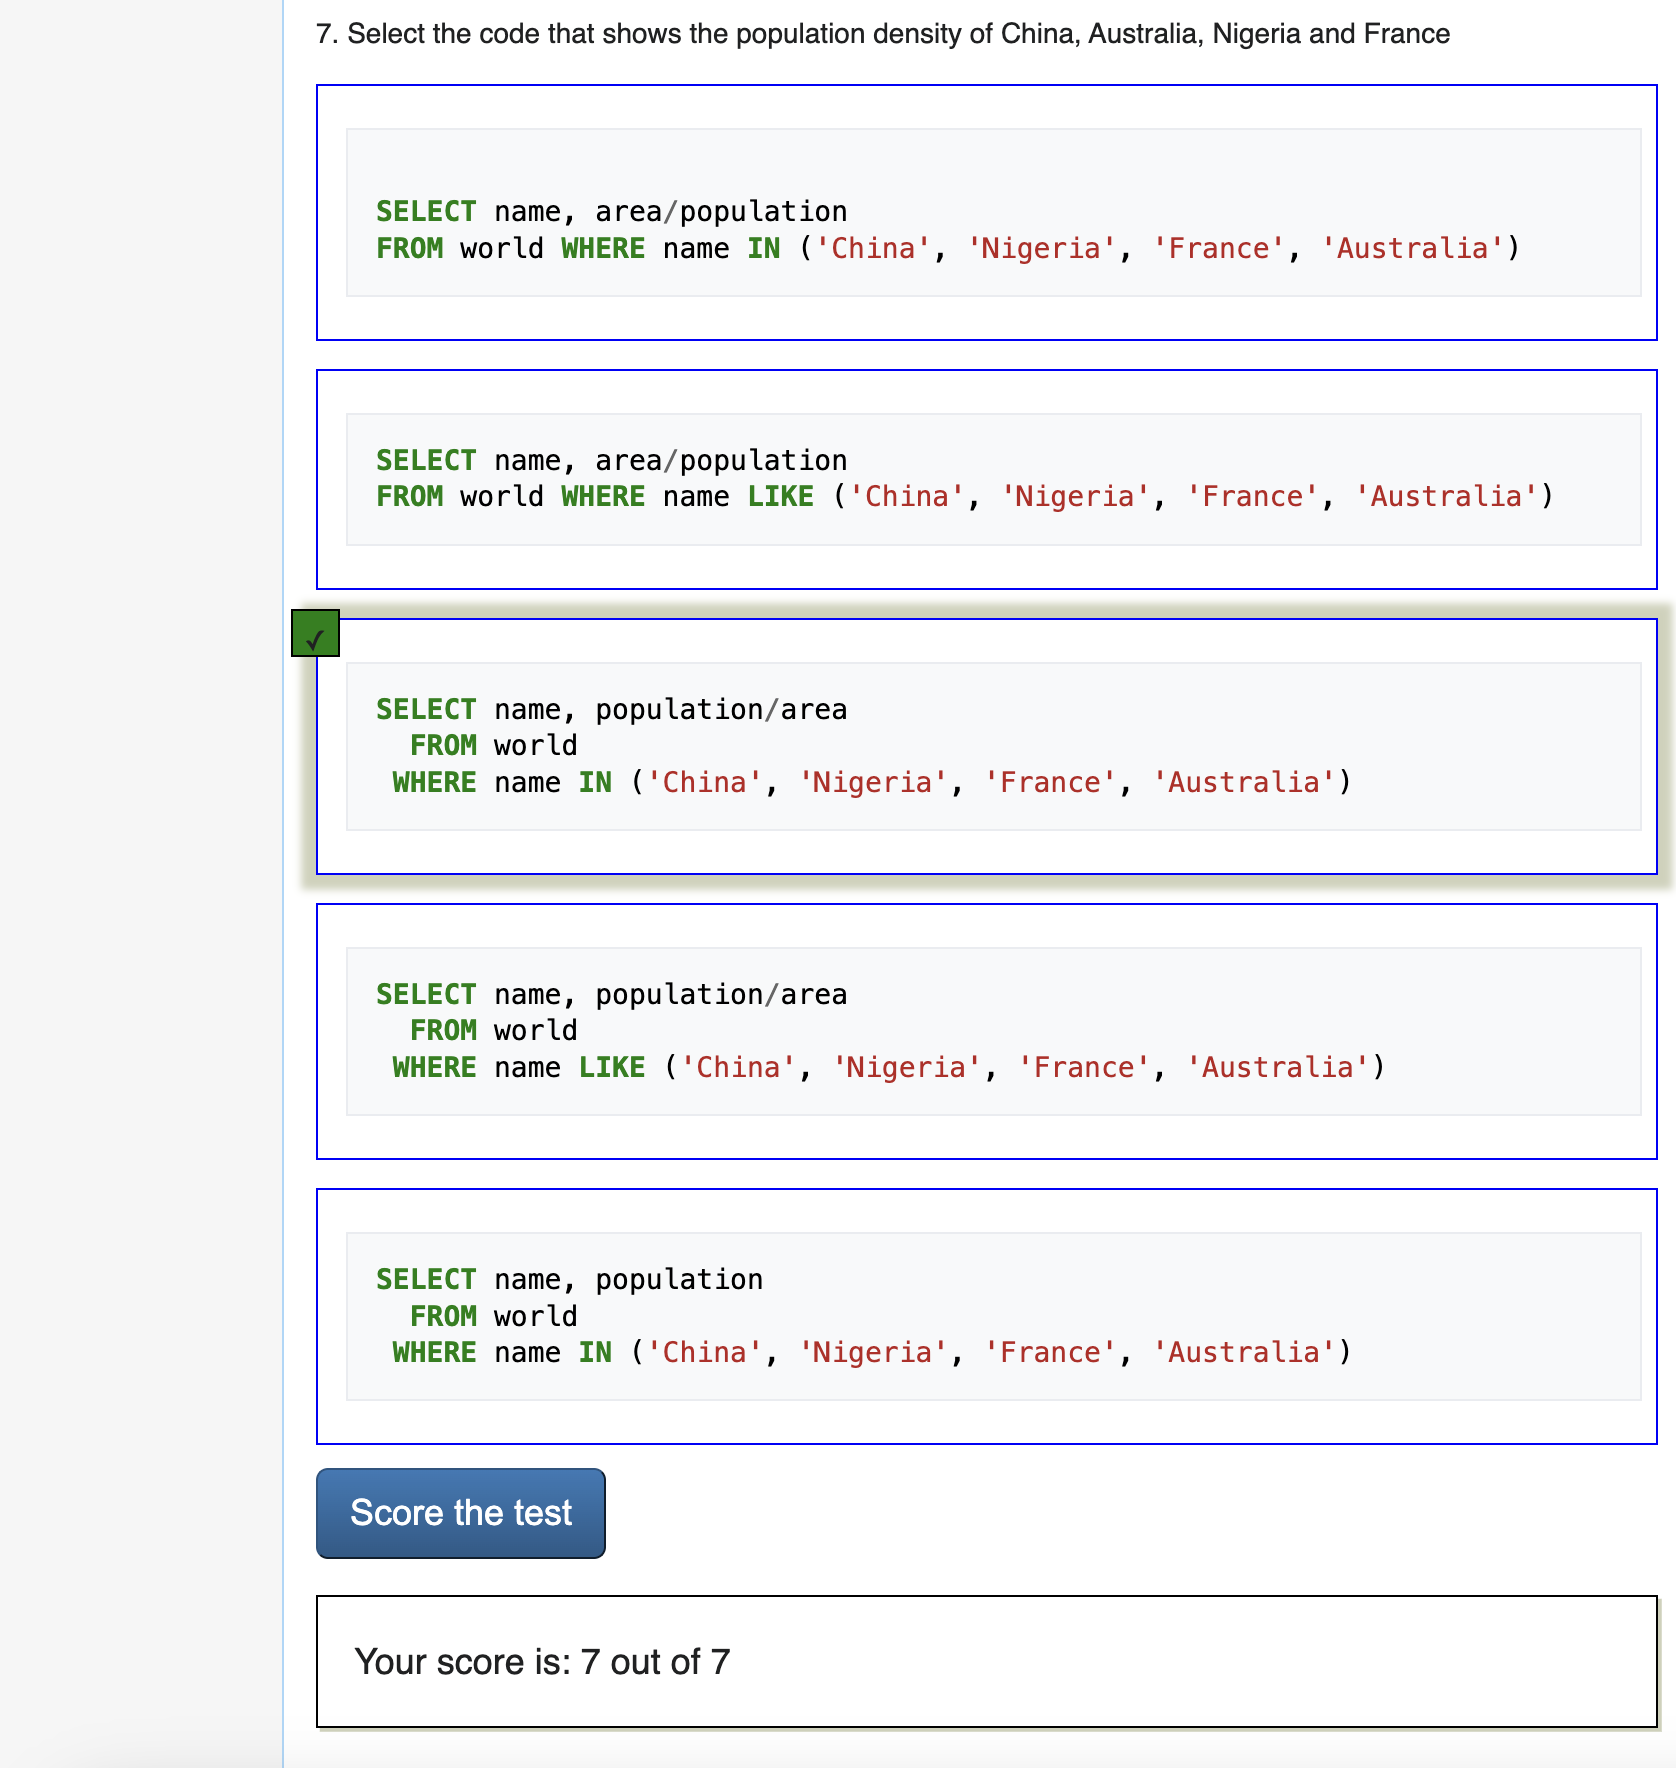 7. Select the code that shows the population density of China, Australia, Nigeria and France
SELECT name, area/population
FROM world WHERE name IN ('China', 'Nigeria', 'France', 'Australia')
SELECT name, area/population
FROM world WHERE name LIKE ('China', 'Nigeria', 'France', 'Australia')
✓
SELECT name, population/area
  FROM world
 WHERE name IN ('China', 'Nigeria', 'France', 'Australia')
SELECT name, population/area
  FROM world
 WHERE name LIKE ('China', 'Nigeria', 'France', 'Australia')
SELECT name, population
  FROM world
 WHERE name IN ('China', 'Nigeria', 'France', 'Australia')
Score the test
Your score is: 7 out of 7